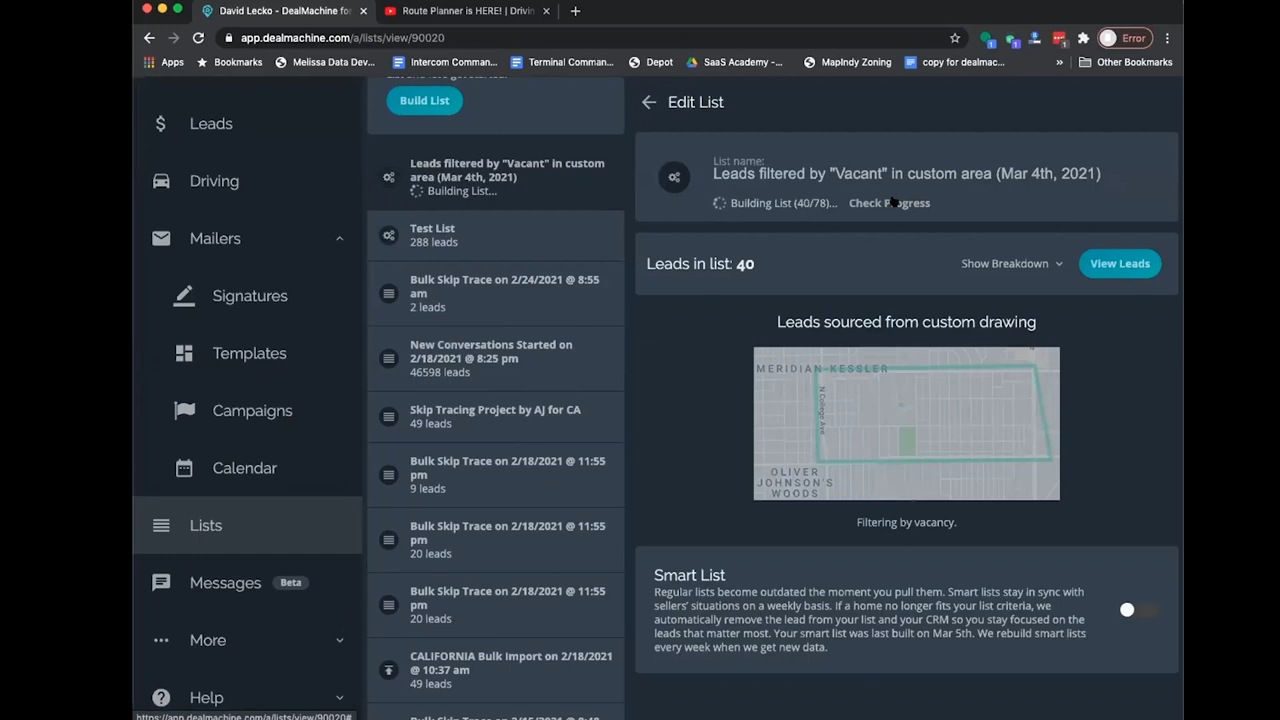 David Lecko - DealMachine for
Route Planner is HERE! | Drivin
app.dealmachine.com/a/lists/view/90020
Error
Apps
Bookmarks
Melissa Data Dev...
Intercom Comman...
Terminal Comman...
Depot
SaaS Academy -...
MapIndy Zoning
copy for dealmac...
Other Bookmarks
Leads
Driving
Mailers
Signatures
Templates
Campaigns
Calendar
Lists
Messages Beta
More
Help
https://app.dealmachine.com/a/lists/view/90020#
Build List
Leads filtered by "Vacant" in custom
area (Mar 4th, 2021)
Building List...
Test List
288 leads
Bulk Skip Trace on 2/24/2021 @ 8:55
am
2 leads
New Conversations Started on
2/18/2021 @ 8:25 pm
46598 leads
Skip Tracing Project by AJ for CA
49 leads
Bulk Skip Trace on 2/18/2021 @ 11:55
pm
9 leads
Bulk Skip Trace on 2/18/2021 @ 11:55
pm
20 leads
Bulk Skip Trace on 2/18/2021 @ 11:55
pm
20 leads
CALIFORNIA Bulk Import on 2/18/2021
@ 10:37 am
49 leads
Edit List
List name:
Leads filtered by "Vacant" in custom area (Mar 4th, 2021)
Building List (40/78)... Check Progress
Leads in list: 40
Show Breakdown
View Leads
Leads sourced from custom drawing
MERIDIAN-KESSLER
N College Ave
OLIVER
JOHNSON'S
WOODS
Filtering by vacancy.
Smart List
Regular lists become outdated the moment you pull them. Smart lists stay in sync with
sellers' situations on a weekly basis. If a home no longer fits your list criteria, we
automatically remove the lead from your list and your CRM so you stay focused on the
leads that matter most. Your smart list was last built on Mar 5th. We rebuild smart lists
every week when we get new data.